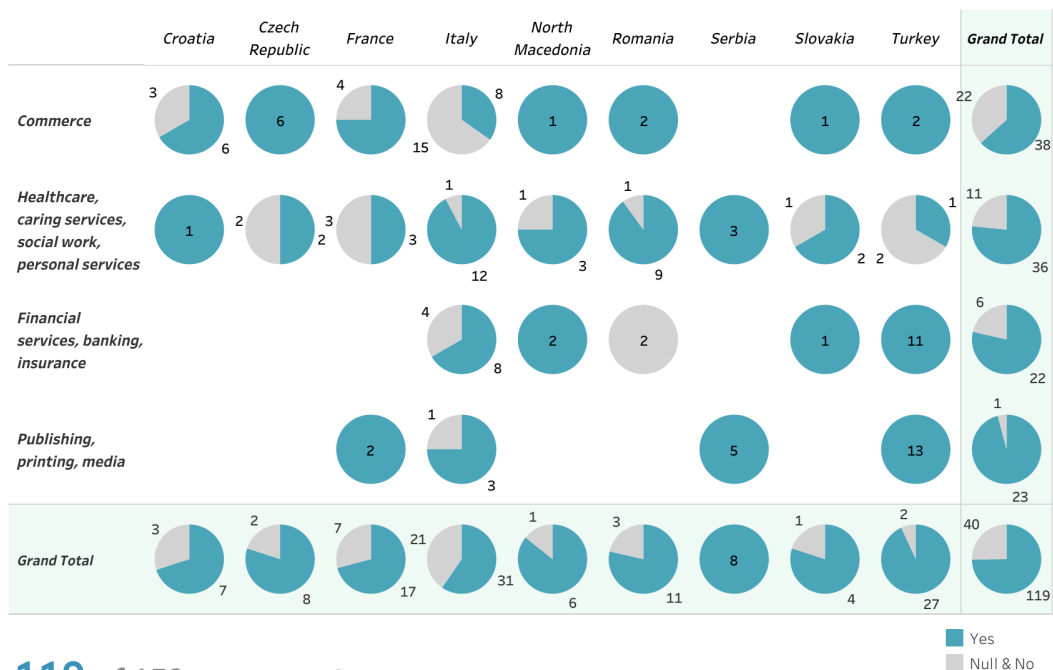 Croatia
Czech
Republic
France
Italy
North
Macedonia
Romania
Serbia
Slovakia
Turkey
Grand Total
Commerce
3
6
6
4
15
8
1
2
1
2
22
38
Healthcare,
caring services,
social work,
personal services
1
2
2
3
3
1
12
1
3
1
9
3
1
2
2
1
11
36
Financial
services, banking,
insurance
4
8
2
2
1
11
6
22
Publishing,
printing, media
2
1
3
5
13
1
23
Grand Total
3
7
2
8
7
17
21
31
1
6
3
11
8
1
4
2
27
40
119
Yes
Null & No
119